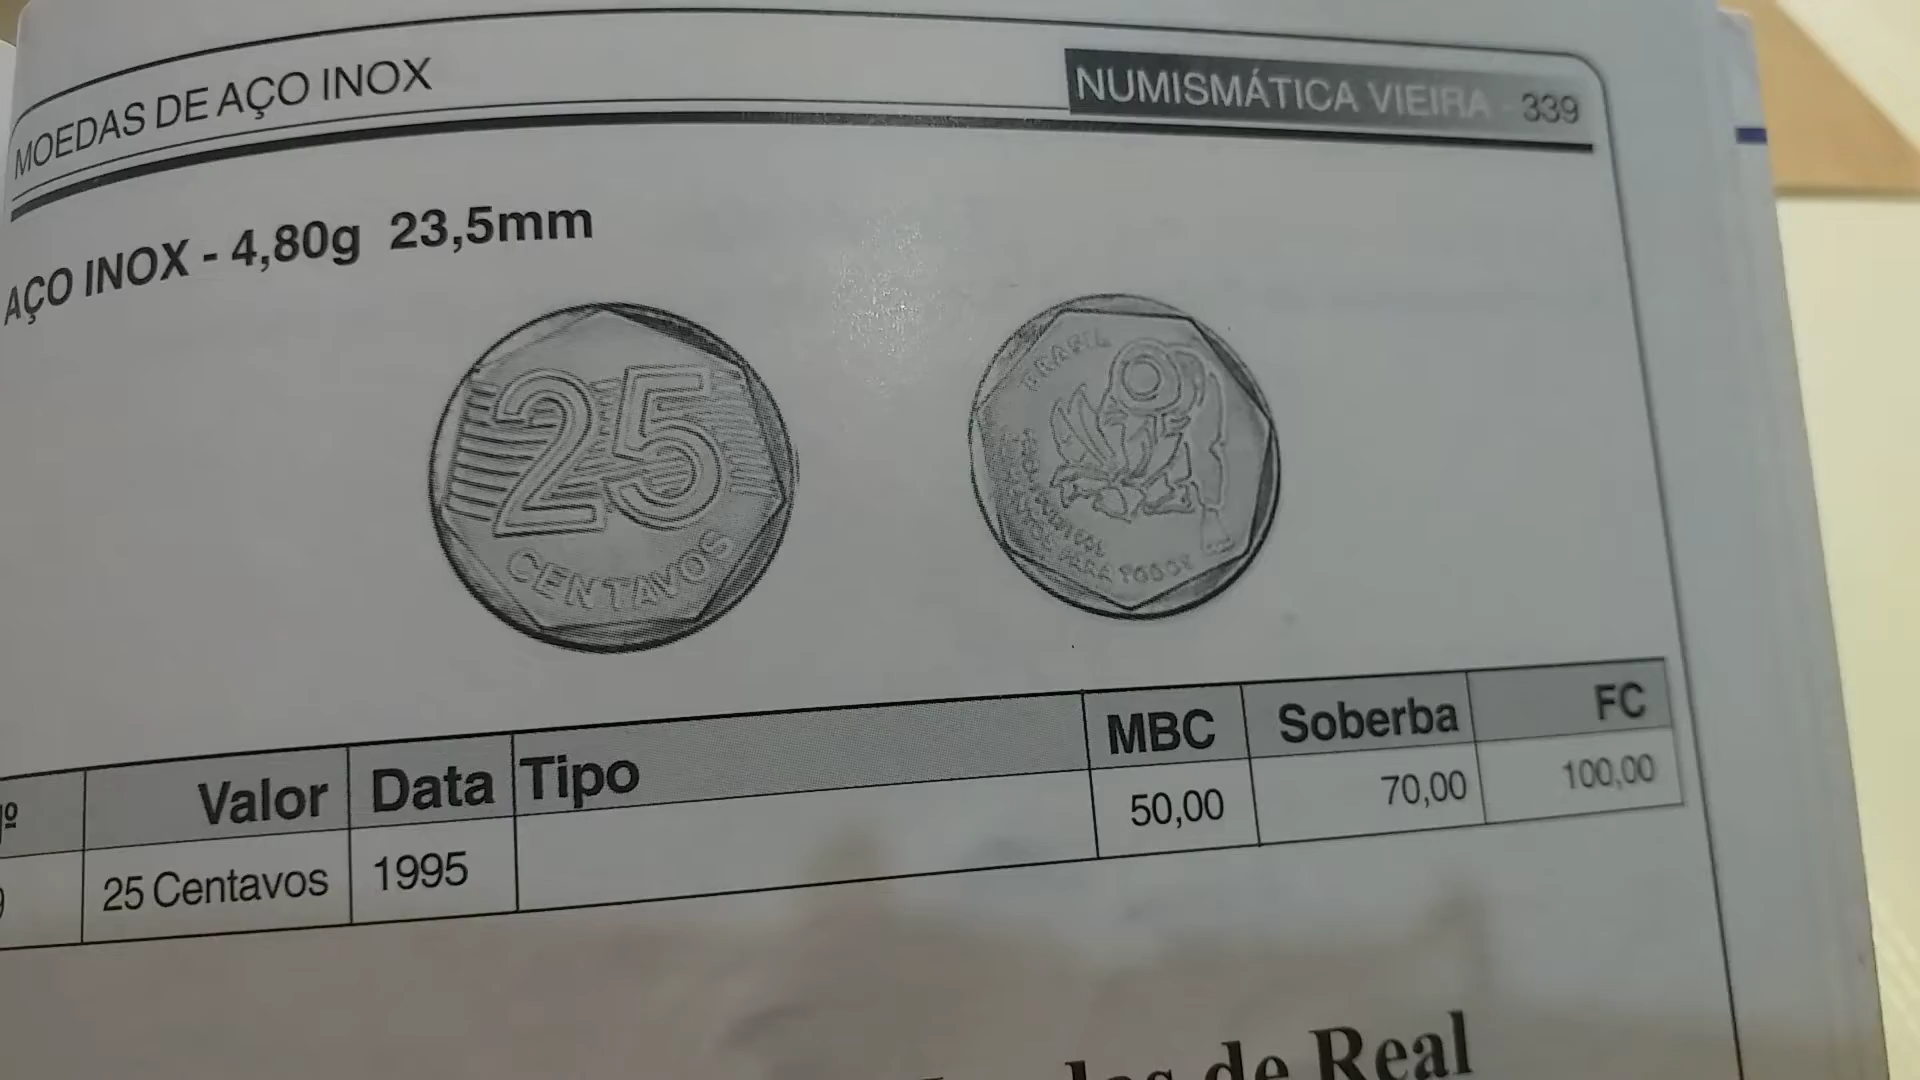 MOEDAS DE AÇO INOX
NUMISMÁTICA VIEIRA - 339
AÇO INOX - 4,80g 23,5mm
25
CENTAVOS
BRASIL
PARA TODOS
º Valor Data Tipo MBC Soberba FC
25 Centavos 1995 50,00 70,00 100,00
de Real